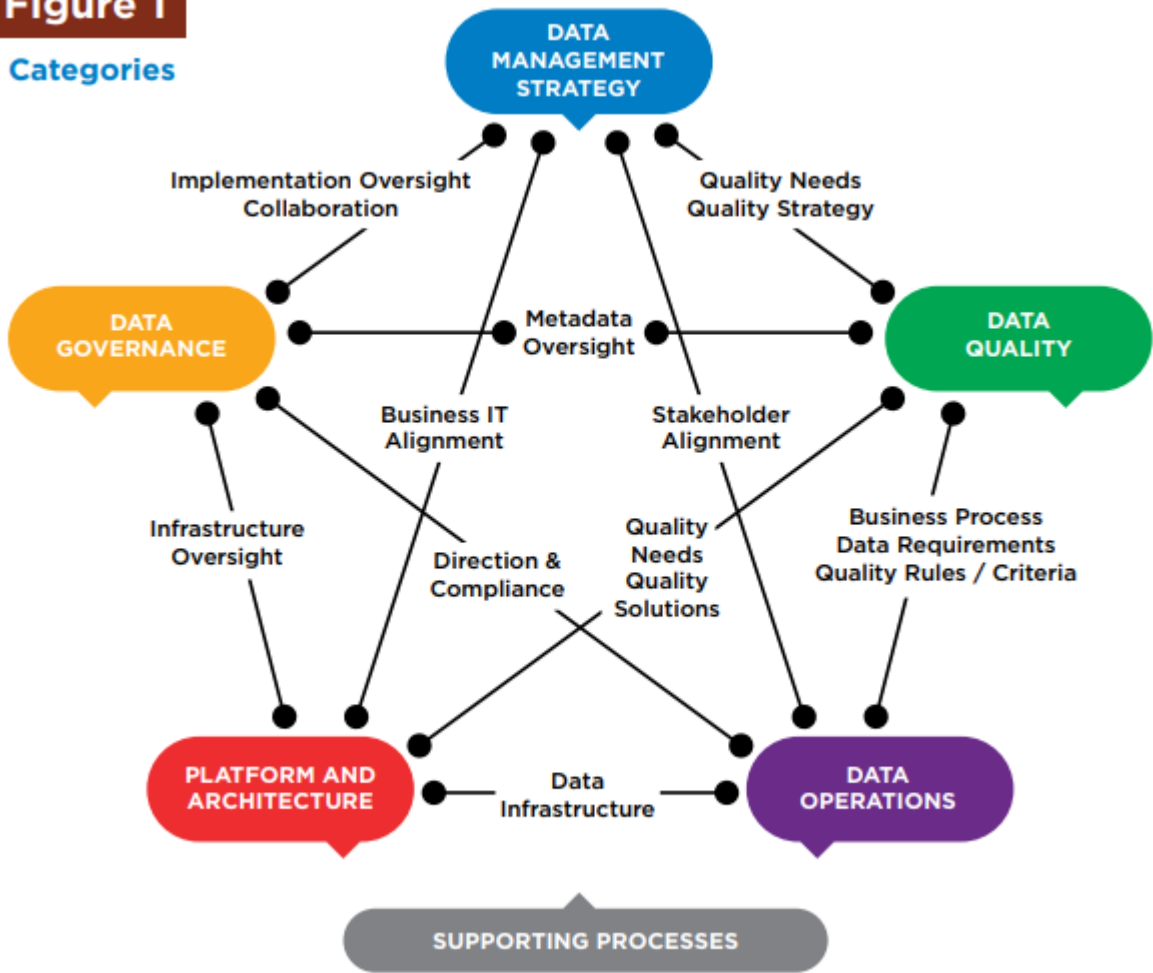 Figure 1
Categories
DATA
MANAGEMENT
STRATEGY
Implementation Oversight
Collaboration
Quality Needs
Quality Strategy
DATA
GOVERNANCE
Metadata
Oversight
DATA
QUALITY
Business IT
Alignment
Stakeholder
Alignment
Infrastructure
Oversight
Direction &
Compliance
Quality
Needs
Quality
Solutions
Business Process
Data Requirements
Quality Rules / Criteria
PLATFORM AND
ARCHITECTURE
Data
Infrastructure
DATA
OPERATIONS
SUPPORTING PROCESSES